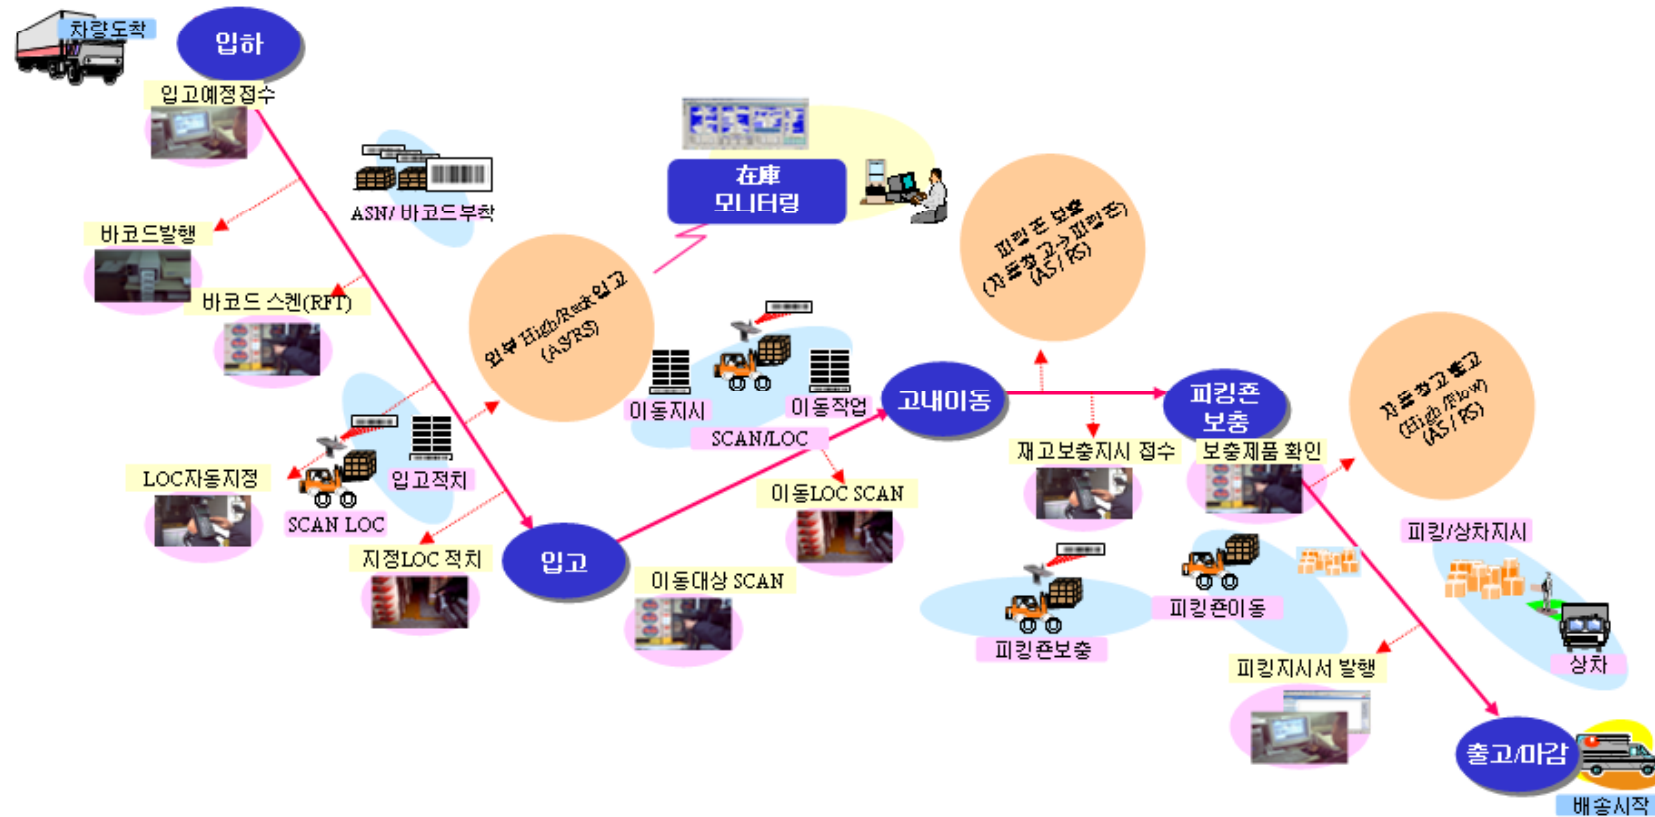 차량도착
입하
입고예정접수
ASN/ 바코드부착
바코드발행
바코드 스켄(RFT)
在庫
모니터링
외부 High/Rack입고
(AS/RS)
피킹존 보충
(자동창고->피킹존)
(AS / RS)
자동창고출고
(High /Flow)
(AS / RS)
이동지시
이동작업
SCAN/LOC
고내이동
피킹존
보충
LOC자동지정
입고적치
SCAN LOC
이동LOC SCAN
재고보충지시 접수
보충제품 확인
지정LOC 적치
입고
이동대상 SCAN
피킹존보충
피킹존이동
피킹/상차지시
상차
피킹지시서 발행
출고/마감
배송시작